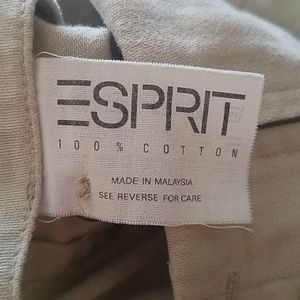 ESPRIT
100% COTTON
MADE IN MALAYSIA
SEE REVERSE FOR CARE